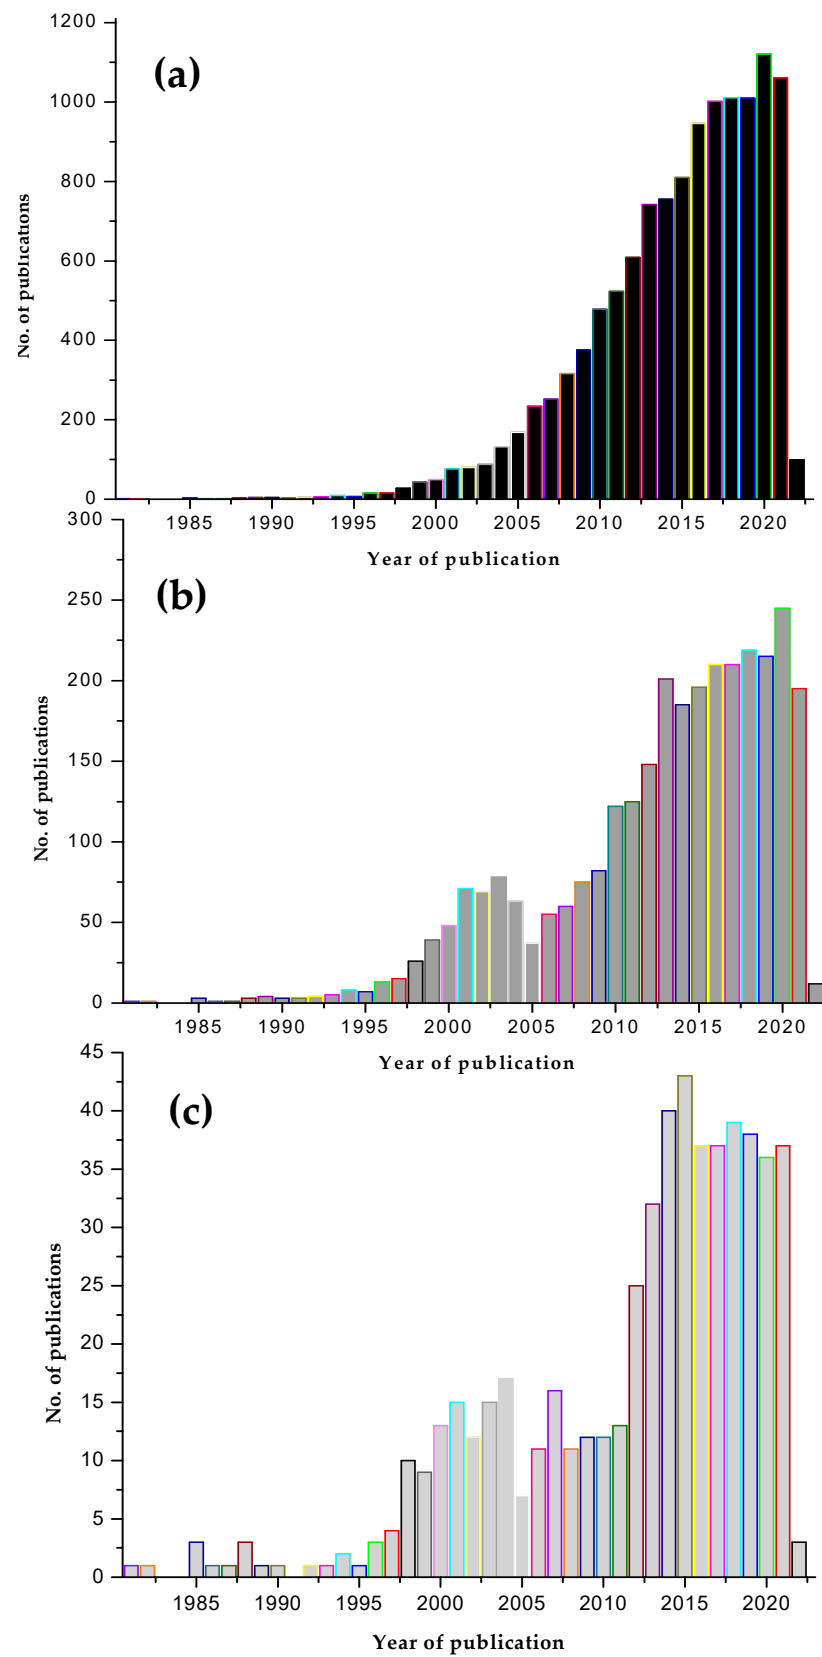 (a)
1200
1000
800
600
400
200
0
No. of publications
1985 1990 1995 2000 2005 2010 2015 2020
Year of publication
(b)
300
250
200
150
100
50
0
No. of publications
1985 1990 1995 2000 2005 2010 2015 2020
Year of publication
(c)
45
40
35
30
25
20
15
10
5
0
No. of publications
1985 1990 1995 2000 2005 2010 2015 2020
Year of publication